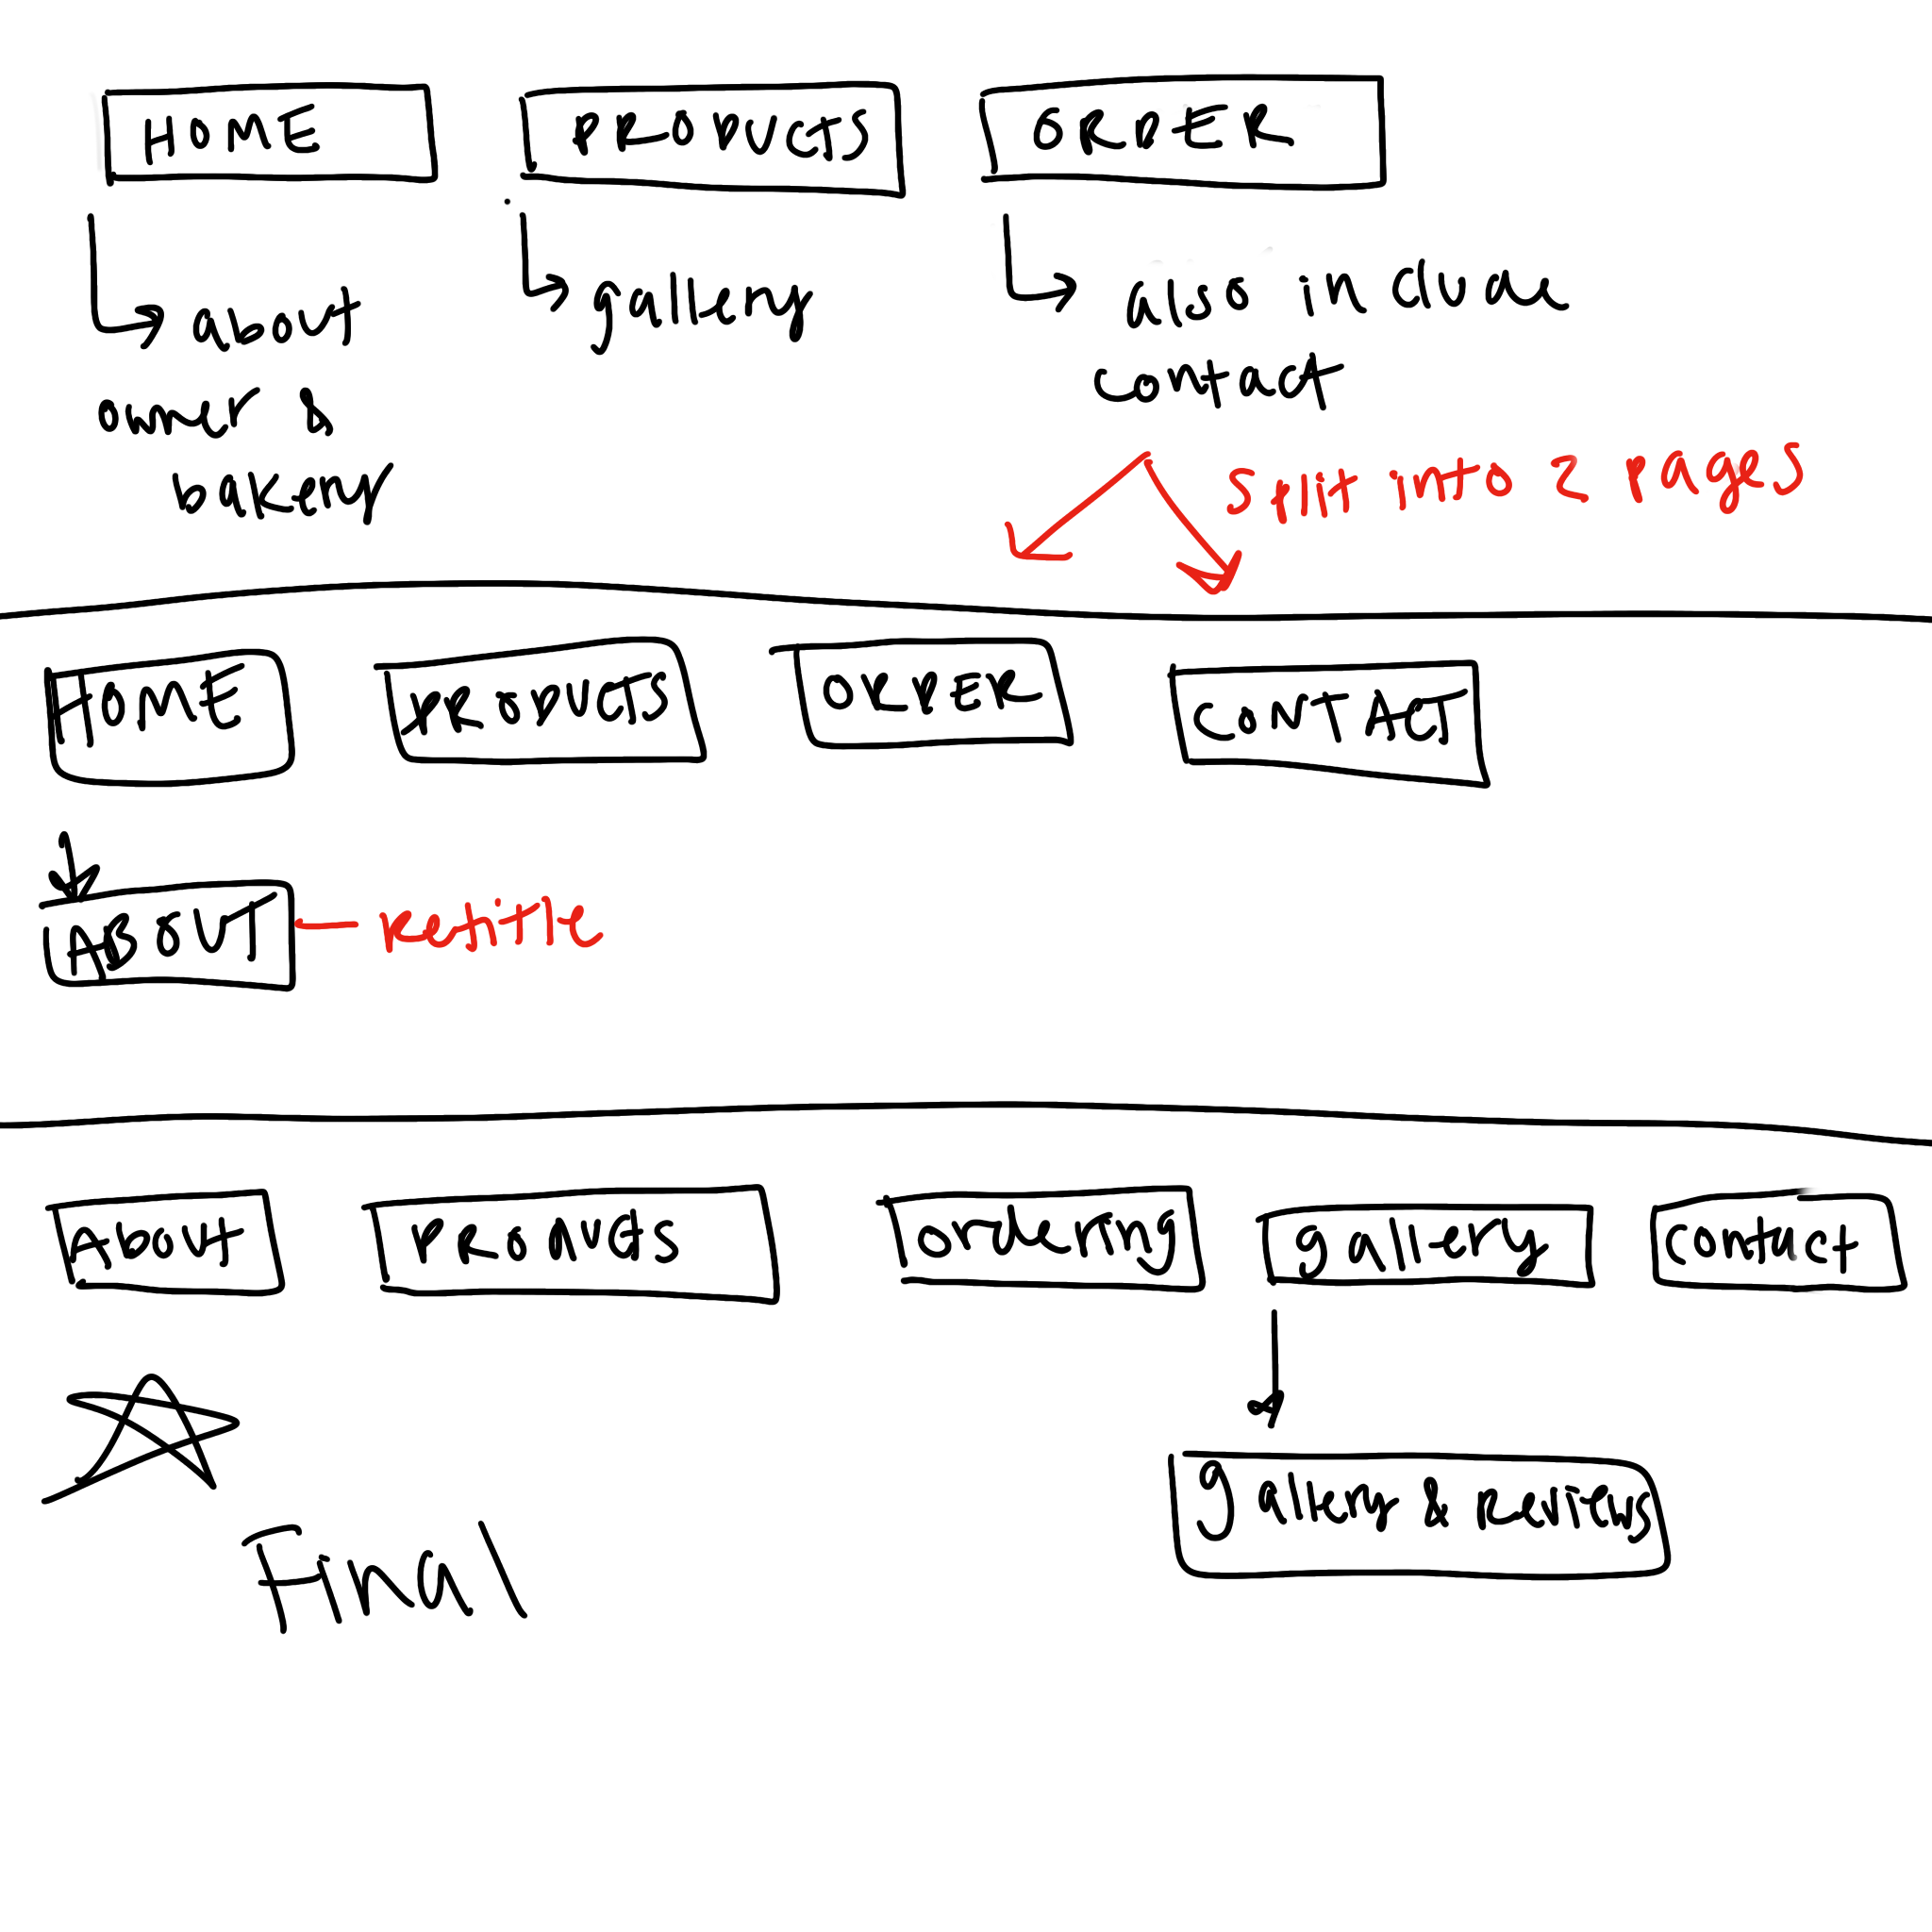 HOME PRODUCTS ORDER
about gallery also include
owner & contact
bakery split into 2 pages
HOME PRODUCTS ORDER CONTACT
ABOUT Retitle
About PRODUCTS ordering gallery contact
gallery & Reviews
Final